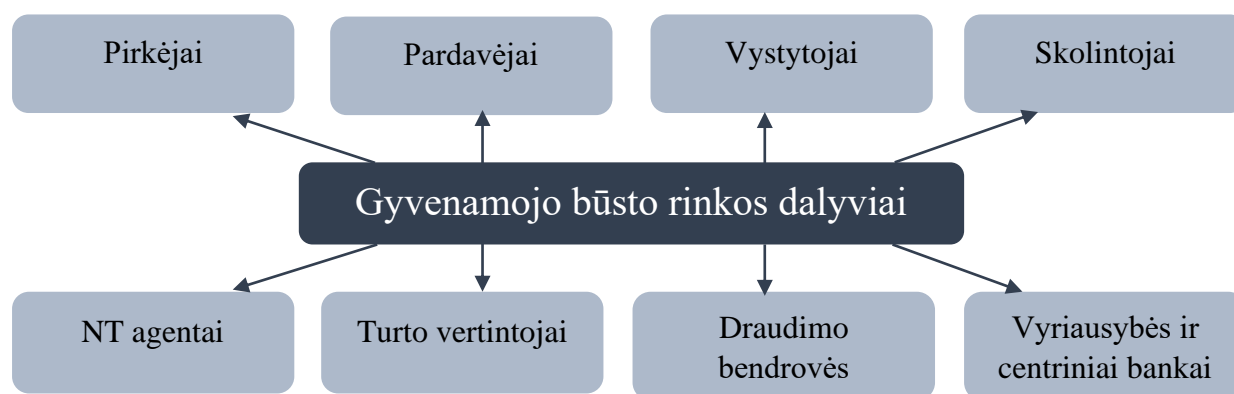 Pirkėjai
Pardavėjai
Vystytojai
Skolintojai
Gyvenamojo būsto rinkos dalyviai
NT agentai
Turto vertintojai
Draudimo
bendrovės
Vyriausybės ir
centriniai bankai